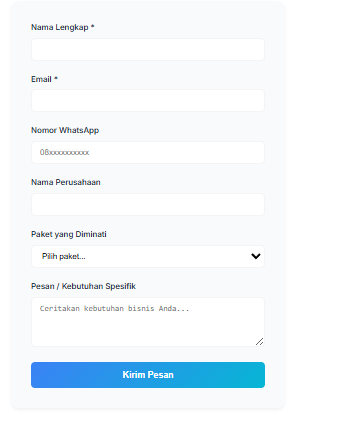 Nama Lengkap *
Email *
Nomor WhatsApp
08xxxxxxxxxx
Nama Perusahaan
Paket yang Diminati
Pilih paket...
Pesan / Kebutuhan Spesifik
Ceritakan kebutuhan bisnis Anda...
Kirim Pesan